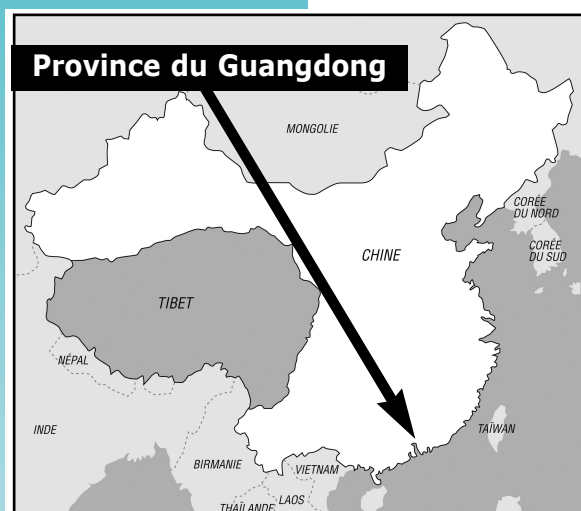 Province du Guangdong
MONGOLIE
CORÉE
DU NORD
CORÉE
DU SUD
CHINE
TIBET
NÉPAL
INDE
TAÏWAN
BIRMANIE
VIETNAM
LAOS
THAÏLANDE